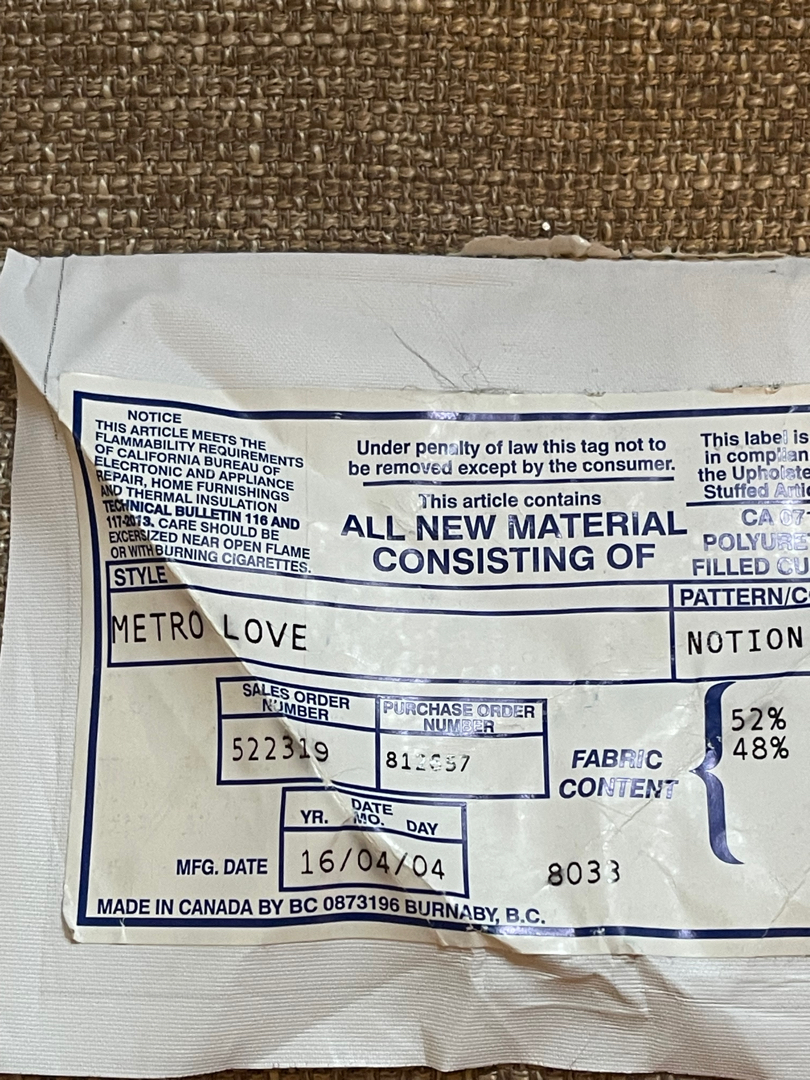 NOTICE
THIS ARTICLE MEETS THE
FLAMMABILITY REQUIREMENTS
OF CALIFORNIA BUREAU OF
ELECRTONIC AND APPLIANCE
REPAIR, HOME FURNISHINGS
AND THERMAL INSULATION
TECHNICAL BULLETIN 116 AND
117-2013. CARE SHOULD BE
EXCERSIZED NEAR OPEN FLAME
OR WITH BURNING CIGARETTES.
Under penalty of law this tag not to
be removed except by the consumer.
This article contains
ALL NEW MATERIAL
CONSISTING OF
This label is
in complian
the Upholste
Stuffed Artic
CA 07
POLYURE
FILLED CU
STYLE
METRO LOVE
PATTERN/CO
NOTION
SALES ORDER
NUMBER
522319
PURCHASE ORDER
NUMBER
FABRIC
CONTENT
52%
48%
DATE
YR. MO. DAY
MFG. DATE 16/04/04
8033
MADE IN CANADA BY BC 0873196 BURNABY, B.C.